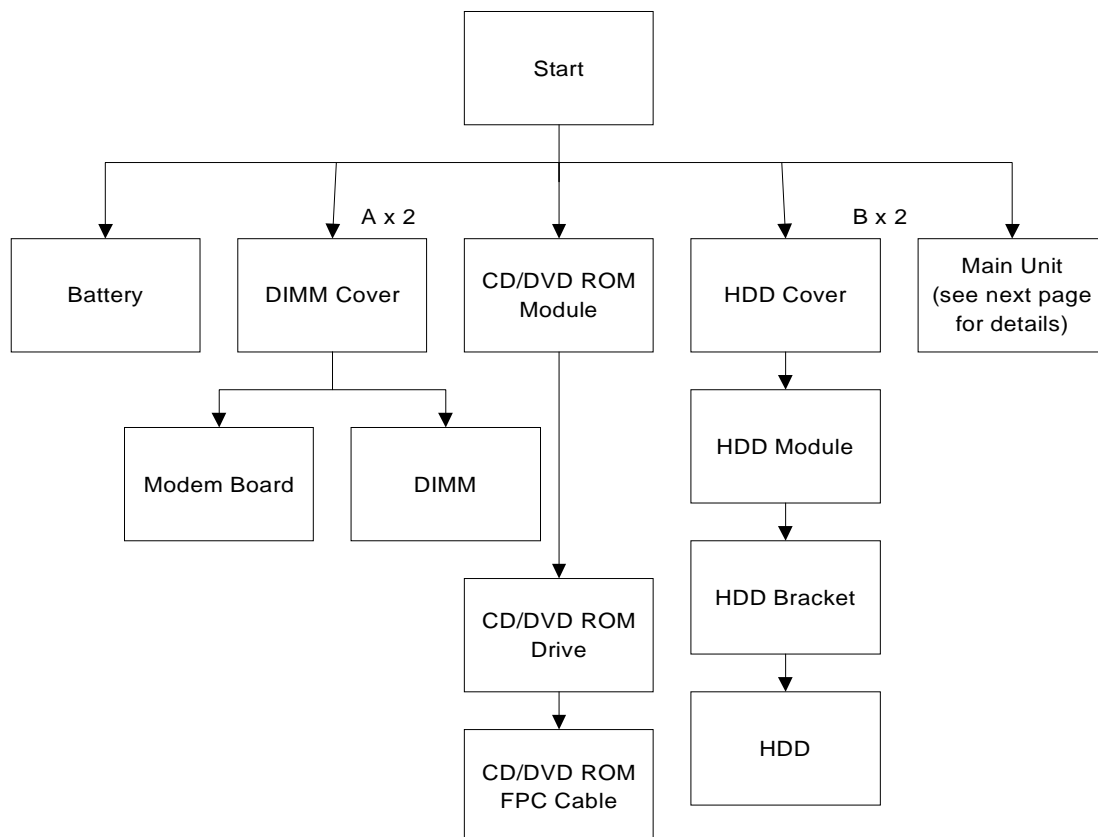 Start
A x 2
B x 2
Battery
DIMM Cover
CD/DVD ROM
Module
HDD Cover
Main Unit
(see next page
for details)
Modem Board
DIMM
HDD Module
HDD Bracket
CD/DVD ROM
Drive
HDD
CD/DVD ROM
FPC Cable